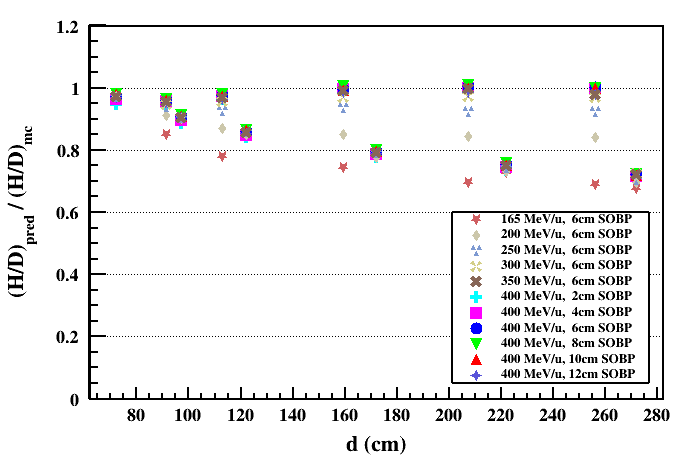 1.2
1
0.8
0.6
0.4
0.2
0
(H/D)pred / (H/D)mc
165 MeV/u, 6cm SOBP
200 MeV/u, 6cm SOBP
250 MeV/u, 6cm SOBP
300 MeV/u, 6cm SOBP
350 MeV/u, 6cm SOBP
400 MeV/u, 2cm SOBP
400 MeV/u, 4cm SOBP
400 MeV/u, 6cm SOBP
400 MeV/u, 8cm SOBP
400 MeV/u, 10cm SOBP
400 MeV/u, 12cm SOBP
80 100 120 140 160 180 200 220 240 260 280
d (cm)